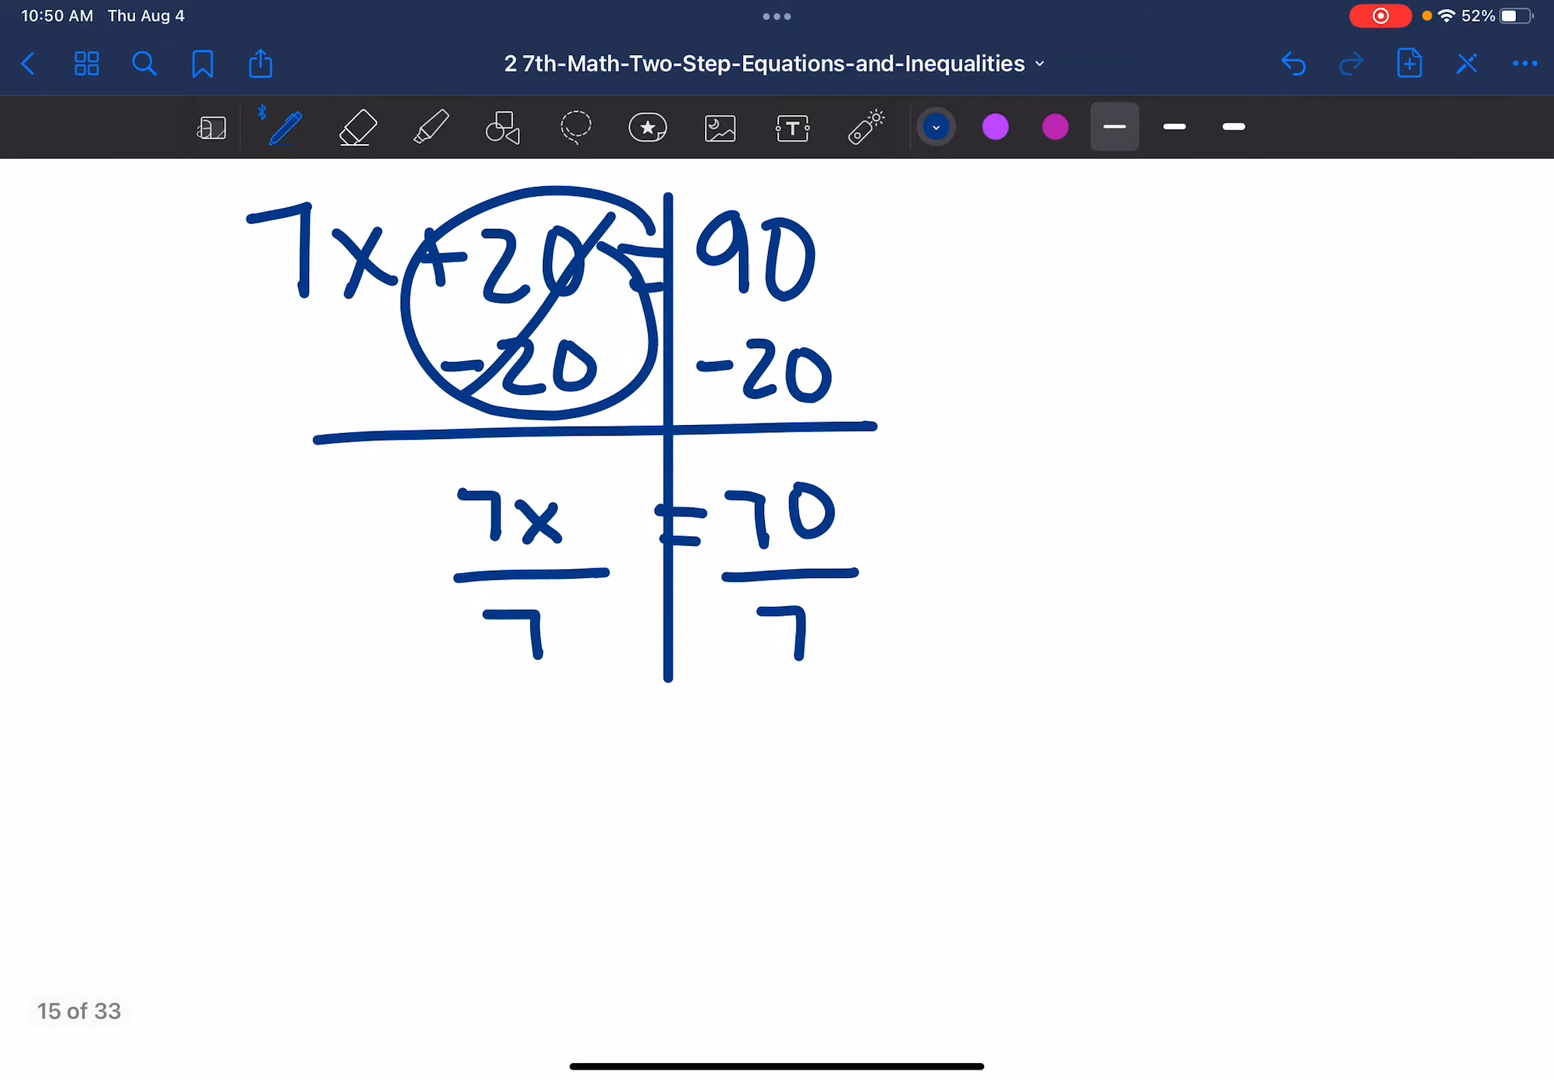 10:50 AM Thu Aug 4
52%
2 7th-Math-Two-Step-Equations-and-Inequalities
T
7x + 20 = 90
-20 -20
7x = 70
7 7
15 of 33